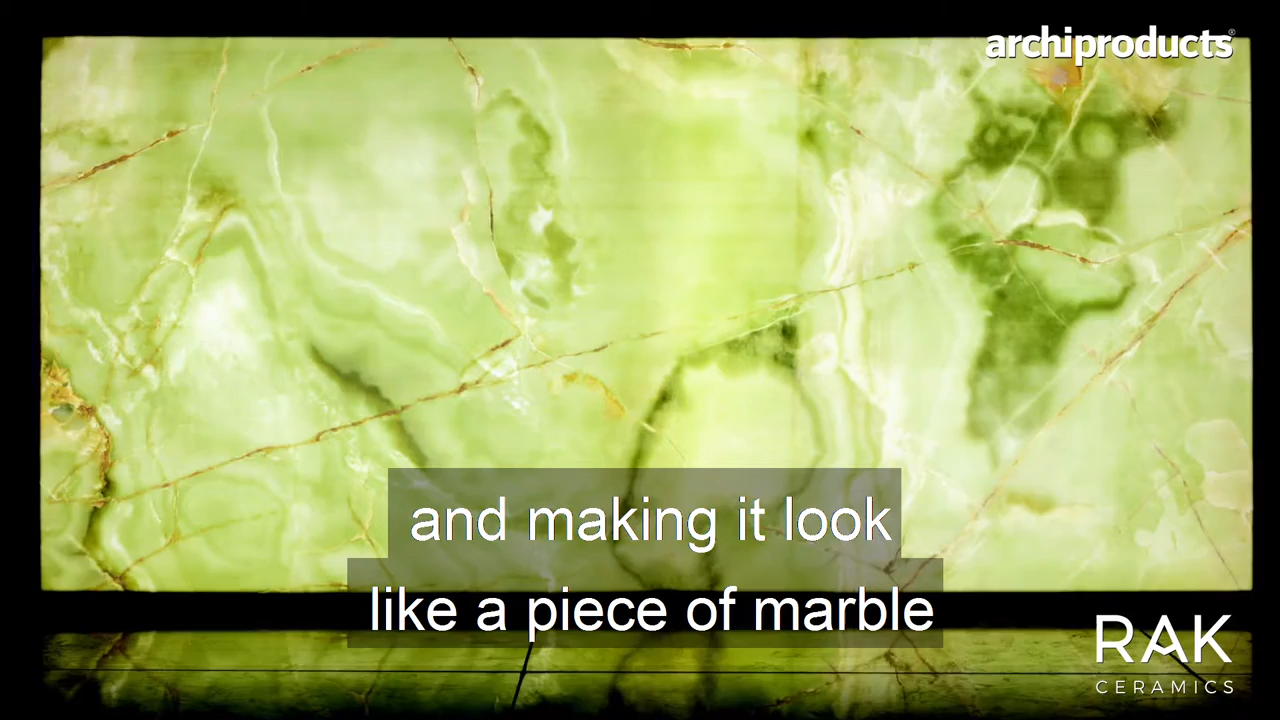 archiproducts®
and making it look
like a piece of marble
RAK
CERAMICS